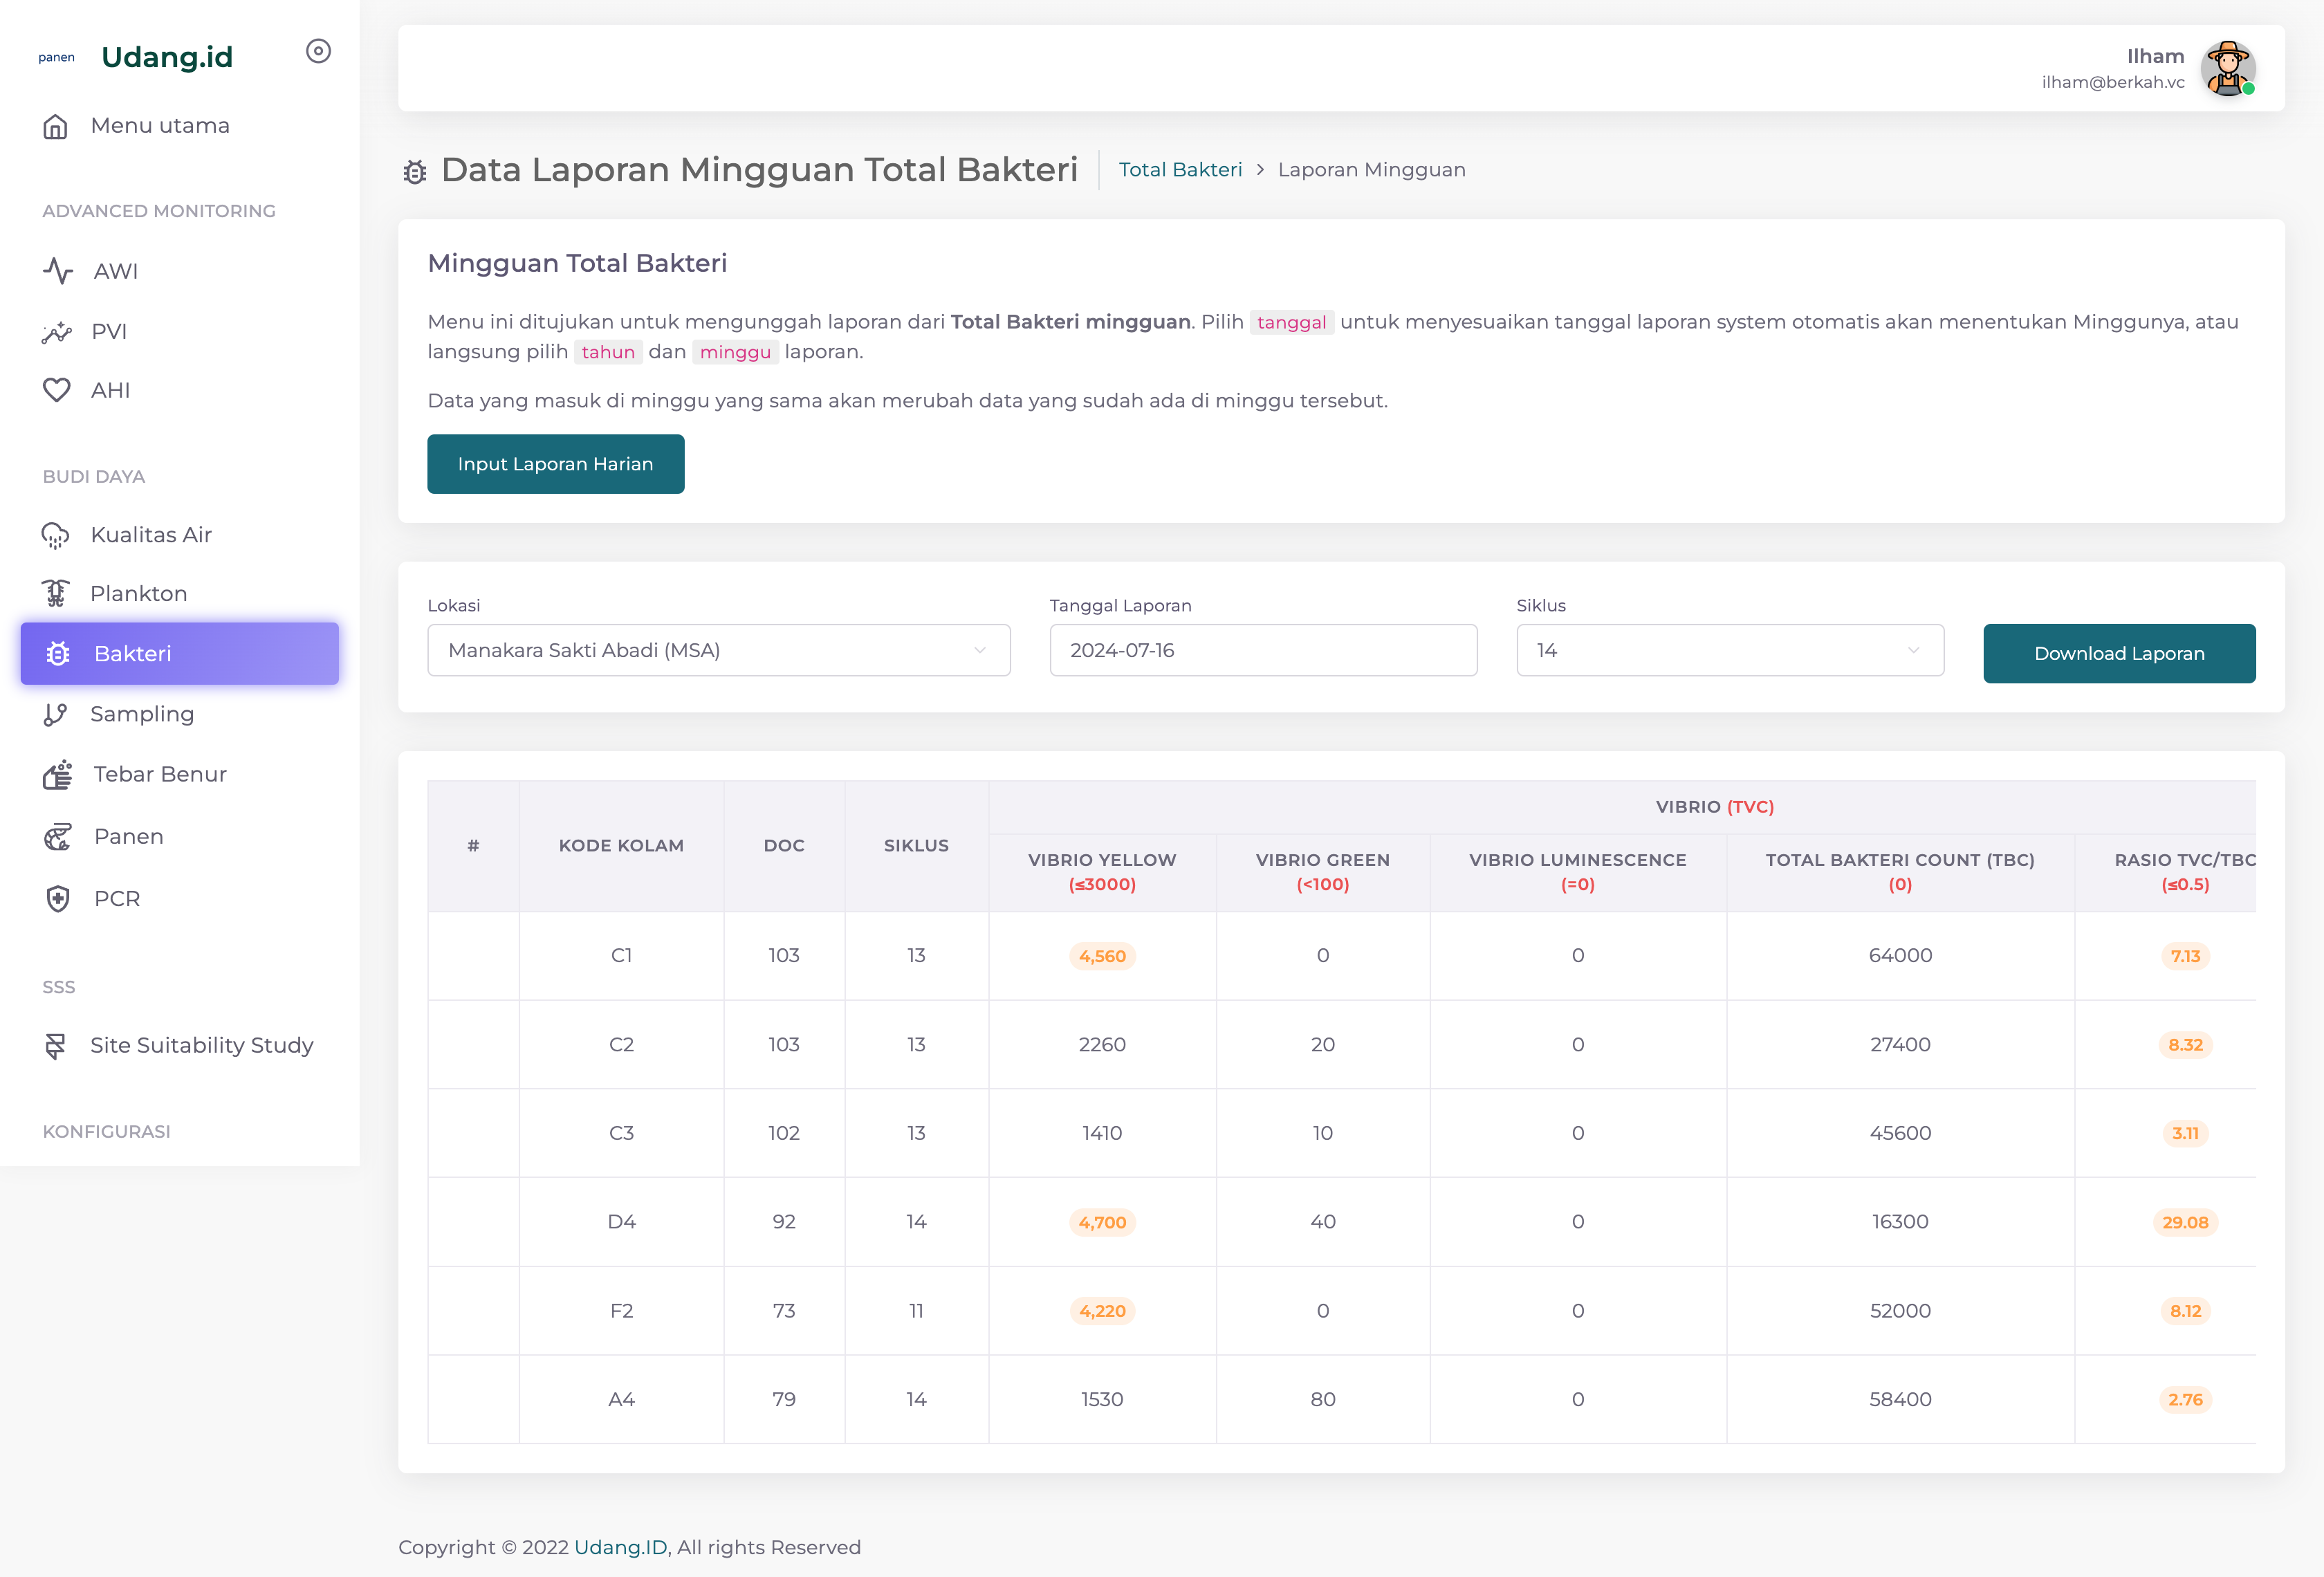 panen Udang.id
Menu utama
ADVANCED MONITORING
AWI
PVI
AHI
BUDI DAYA
Kualitas Air
Plankton
Bakteri
Sampling
Tebar Benur
Panen
PCR
SSS
Site Suitability Study
KONFIGURASI
Ilham
ilham@berkah.vc
Data Laporan Mingguan Total Bakteri
Total Bakteri > Laporan Mingguan
Mingguan Total Bakteri
Menu ini ditujukan untuk mengunggah laporan dari Total Bakteri mingguan. Pilih tanggal untuk menyesuaikan tanggal laporan system otomatis akan menentukan Minggunya, atau
langsung pilih tahun dan minggu laporan.
Data yang masuk di minggu yang sama akan merubah data yang sudah ada di minggu tersebut.
Input Laporan Harian
Lokasi Tanggal Laporan Siklus
Manakara Sakti Abadi (MSA) 2024-07-16 14 Download Laporan
VIBRIO (TVC)
# KODE KOLAM DOC SIKLUS
VIBRIO YELLOW VIBRIO GREEN VIBRIO LUMINESCENCE TOTAL BAKTERI COUNT (TBC) RASIO TVC/TBC
(≤3000) (<100) (=0) (0) (≤0.5)
C1 103 13 4,560 0 0 64000 7.13
C2 103 13 2260 20 0 27400 8.32
C3 102 13 1410 10 0 45600 3.11
D4 92 14 4,700 40 0 16300 29.08
F2 73 11 4,220 0 0 52000 8.12
A4 79 14 1530 80 0 58400 2.76
Copyright © 2022 Udang.ID, All rights Reserved